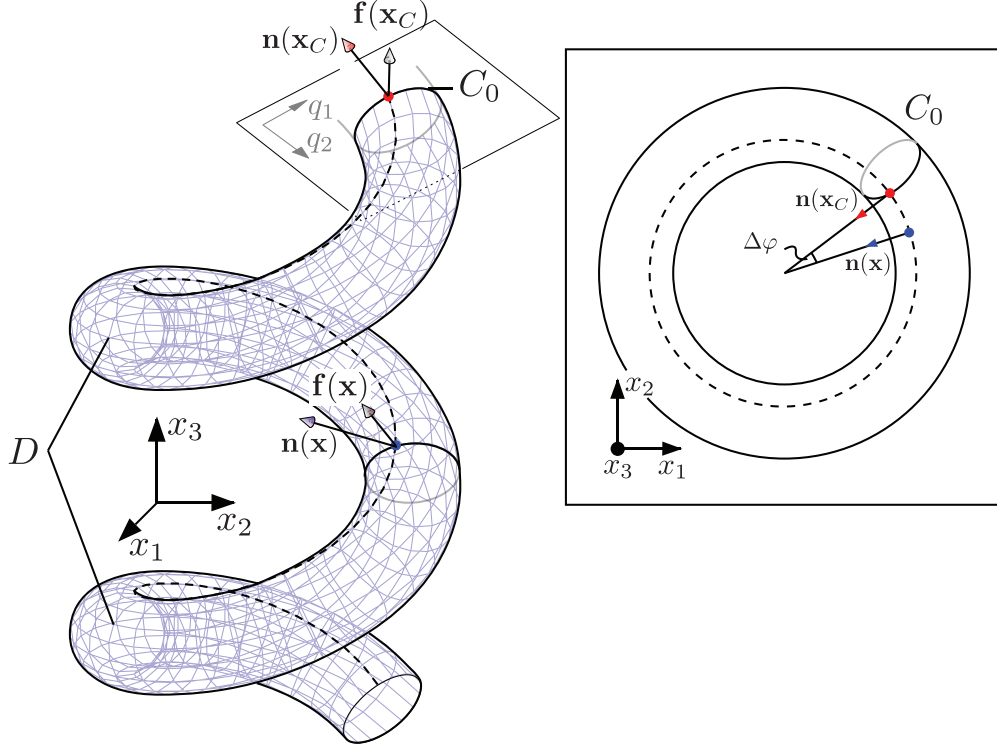 f(x_C)
n(x_C)
C_0
q_1
q_2
f(x)
n(x)
D
x_3
x_2
x_1
C_0
n(x_C)
Δφ
n(x)
x_2
x_3
x_1